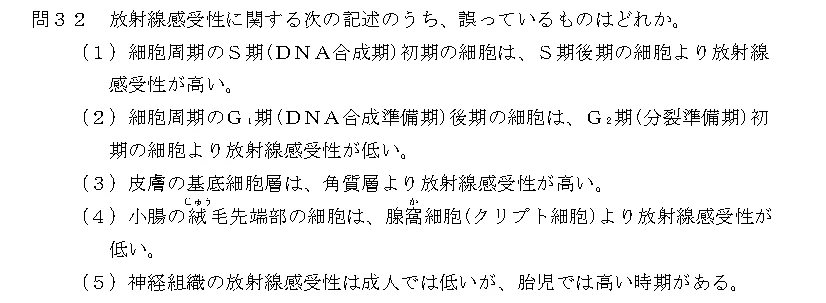 問３２　放射線感受性に関する次の記述のうち、誤っているものはどれか。
（１）細胞周期のＳ期(ＤＮＡ合成期)初期の細胞は、Ｓ期後期の細胞より放射線
感受性が高い。
（２）細胞周期のＧ₁期(ＤＮＡ合成準備期)後期の細胞は、Ｇ₂期(分裂準備期)初
期の細胞より放射線感受性が低い。
（３）皮膚の基底細胞層は、角質層より放射線感受性が高い。
じゅう　か
（４）小腸の絨毛先端部の細胞は、腺窩細胞(クリプト細胞)より放射線感受性が
低い。
（５）神経組織の放射線感受性は成人では低いが、胎児では高い時期がある。